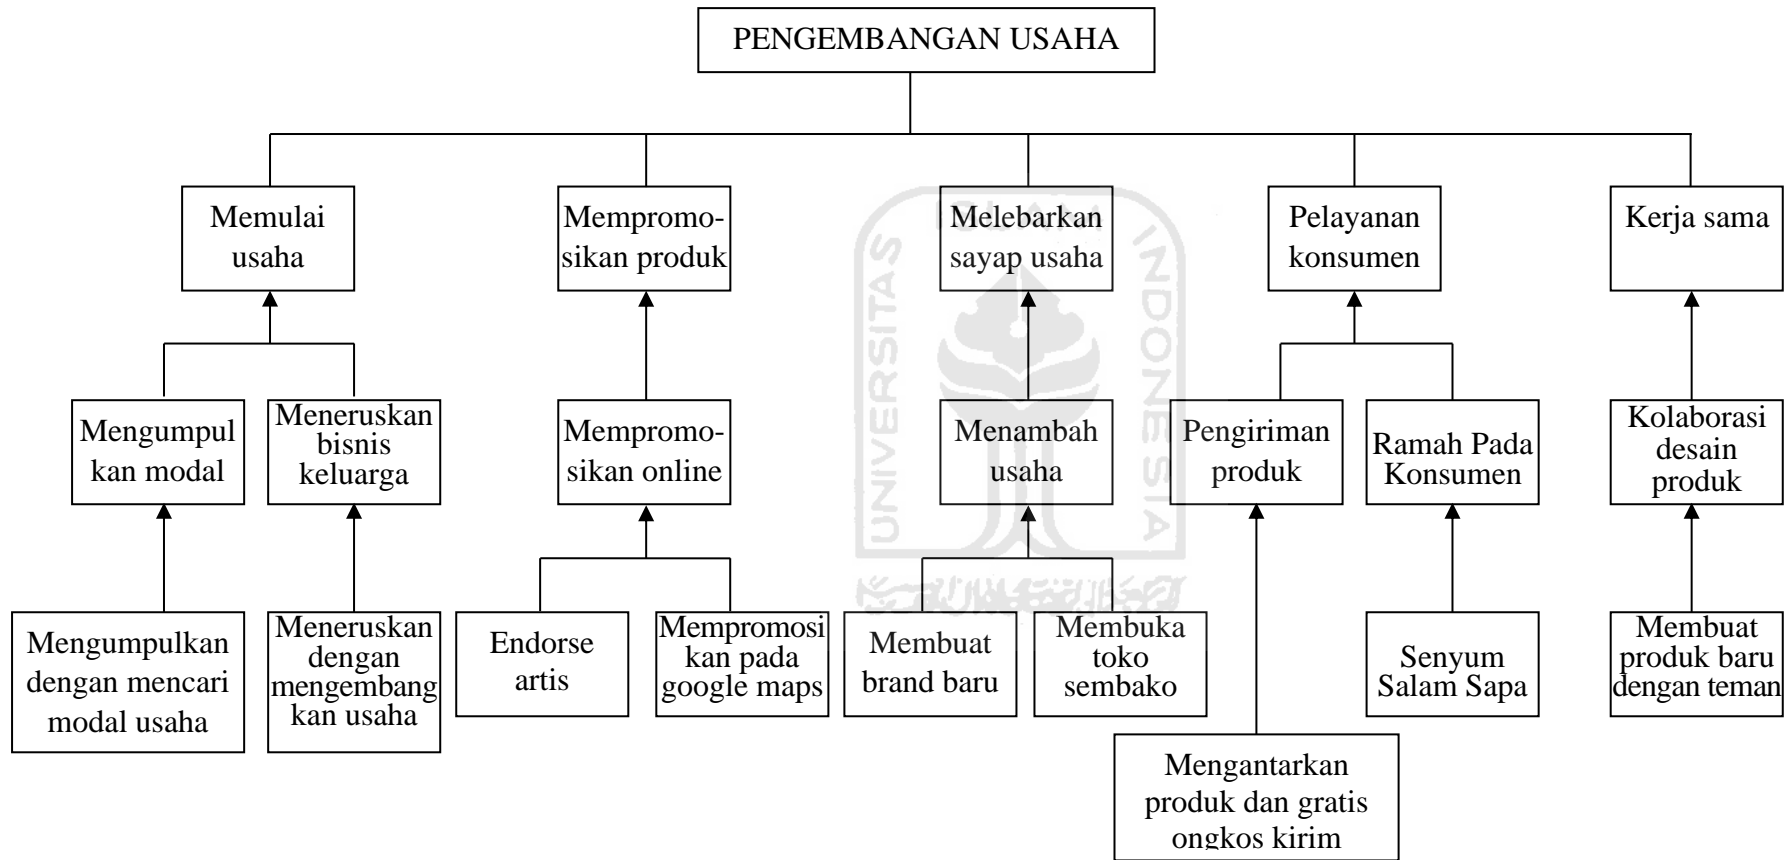 PENGEMBANGAN USAHA
Memulai
usaha
Mempromo-
sikan produk
Melebarkan
sayap usaha
Pelayanan
konsumen
Kerja sama
Mengumpul
kan modal
Meneruskan
bisnis
keluarga
Mempromo-
sikan online
Menambah
usaha
Pengiriman
produk
Ramah Pada
Konsumen
Kolaborasi
desain
produk
Mengumpulkan
dengan mencari
modal usaha
Meneruskan
dengan
mengembang
kan usaha
Endorse
artis
Mempromosi
kan pada
google maps
Membuat
brand baru
Membuka
toko
sembako
Senyum
Salam Sapa
Membuat
produk baru
dengan teman
Mengantarkan
produk dan gratis
ongkos kirim
UNIVERSITAS
ISLAM
INDONESIA